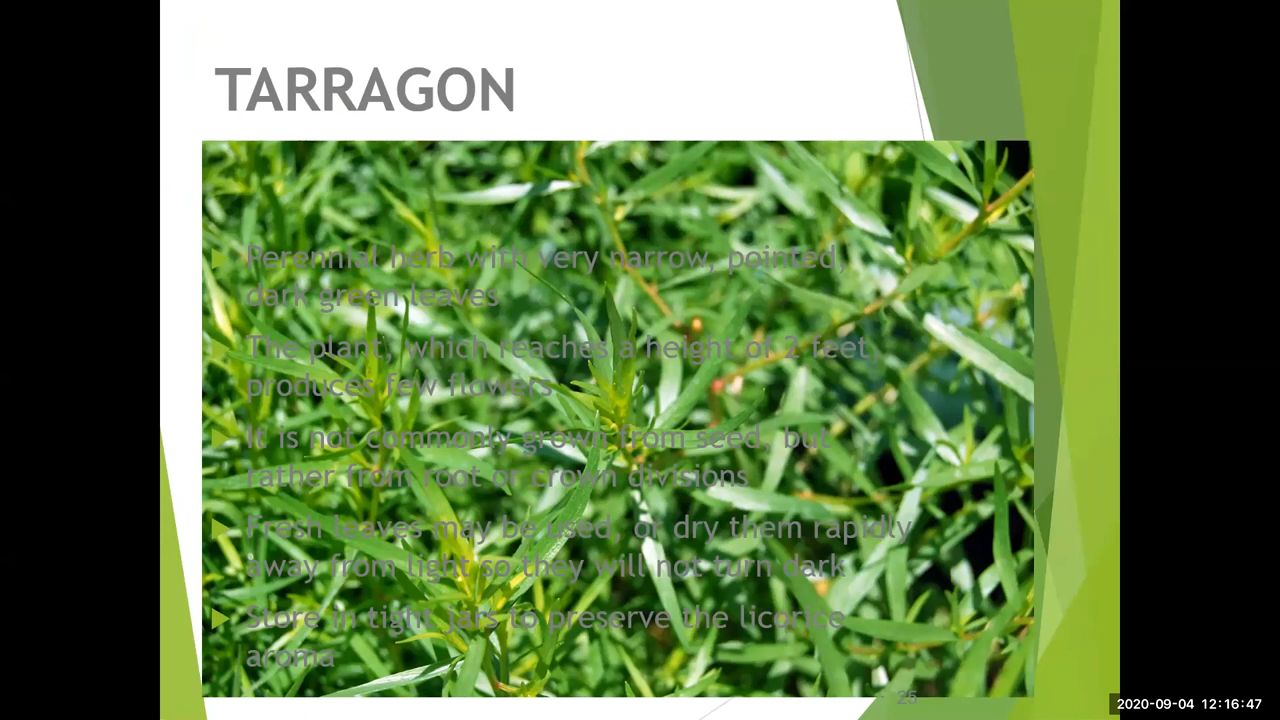 TARRAGON
Perennial herb with very narrow, pointed,
dark green leaves
The plant, which reaches a height of 2 feet,
produces few flowers
It is not commonly grown from seed, but
rather from root or crown divisions
Fresh leaves may be used, or dry them rapidly
away from light so they will not turn dark
Store in tight jars to preserve the licorice
aroma
25
2020-09-04 12:16:47